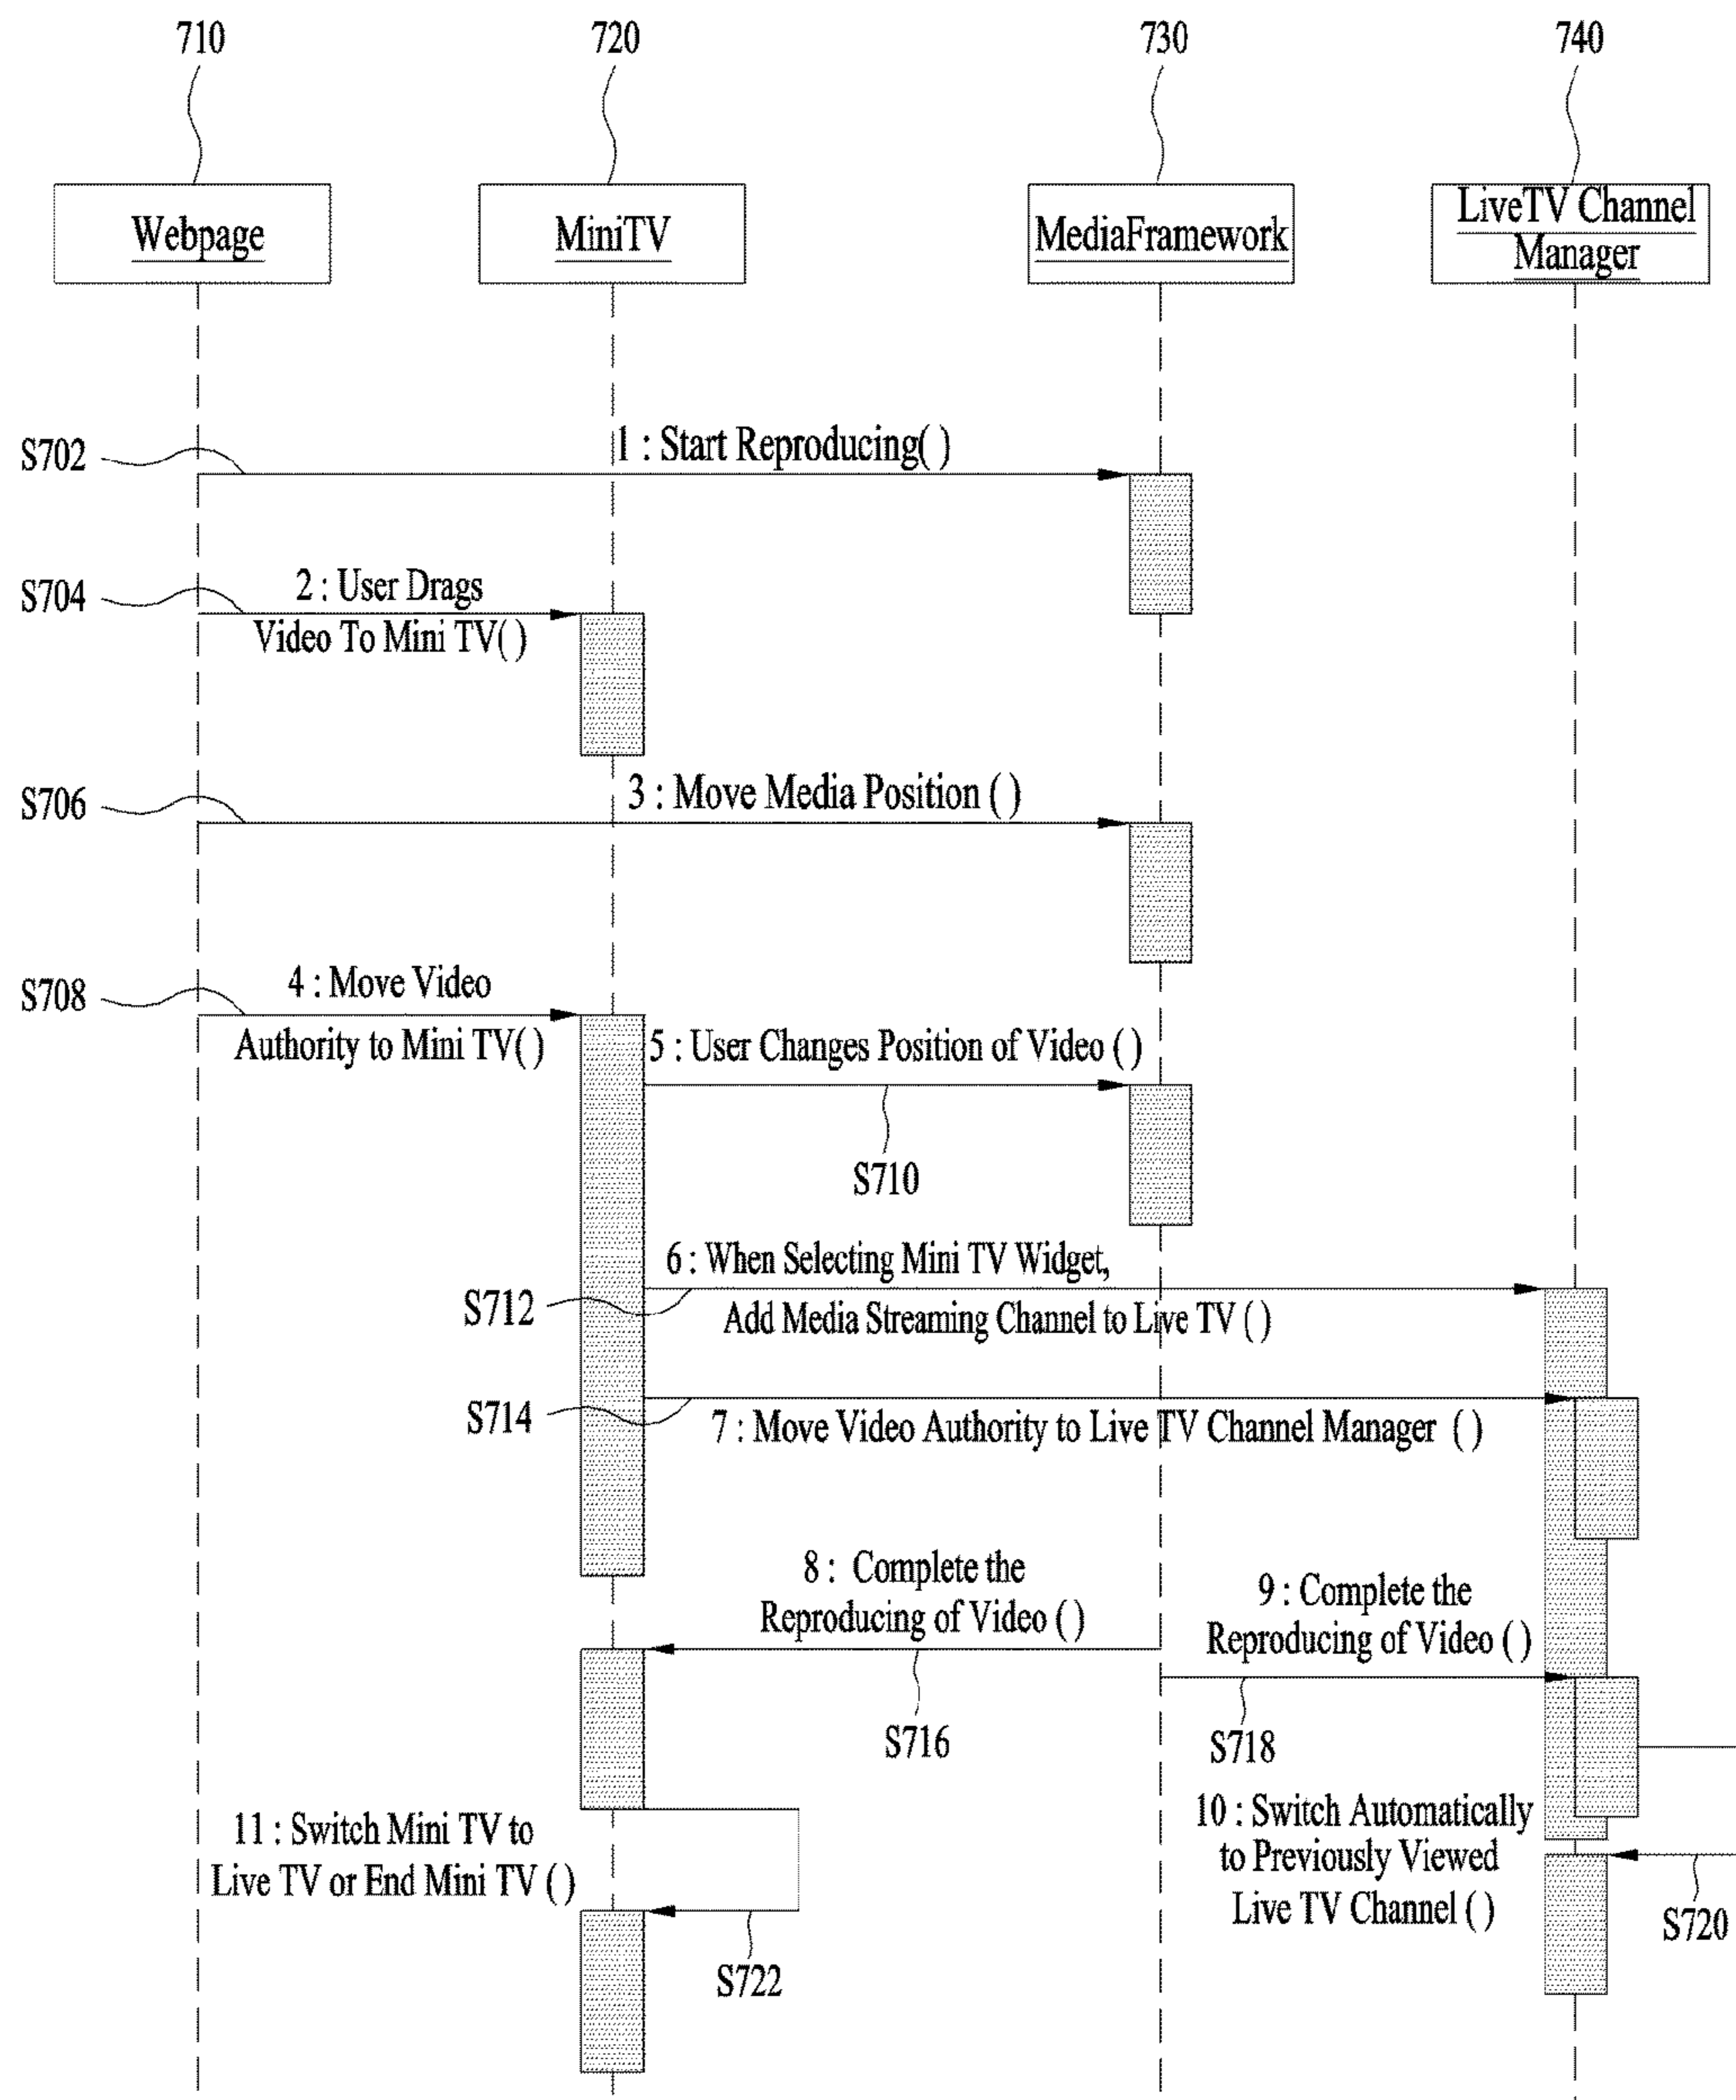 710
720
730
740
Webpage
MiniTV
MediaFramework
LiveTV Channel
Manager
S702
1 : Start Reproducing( )
S704
2 : User Drags
Video To Mini TV( )
S706
3 : Move Media Position ( )
S708
4 : Move Video
Authority to Mini TV( )
5 : User Changes Position of Video ( )
S710
6 : When Selecting Mini TV Widget,
Add Media Streaming Channel to Live TV ( )
S712
S714
7 : Move Video Authority to Live TV Channel Manager ( )
8 : Complete the
Reproducing of Video ( )
S716
9 : Complete the
Reproducing of Video ( )
S718
10 : Switch Automatically
to Previously Viewed
Live TV Channel ( )
S720
11 : Switch Mini TV to
Live TV or End Mini TV ( )
S722